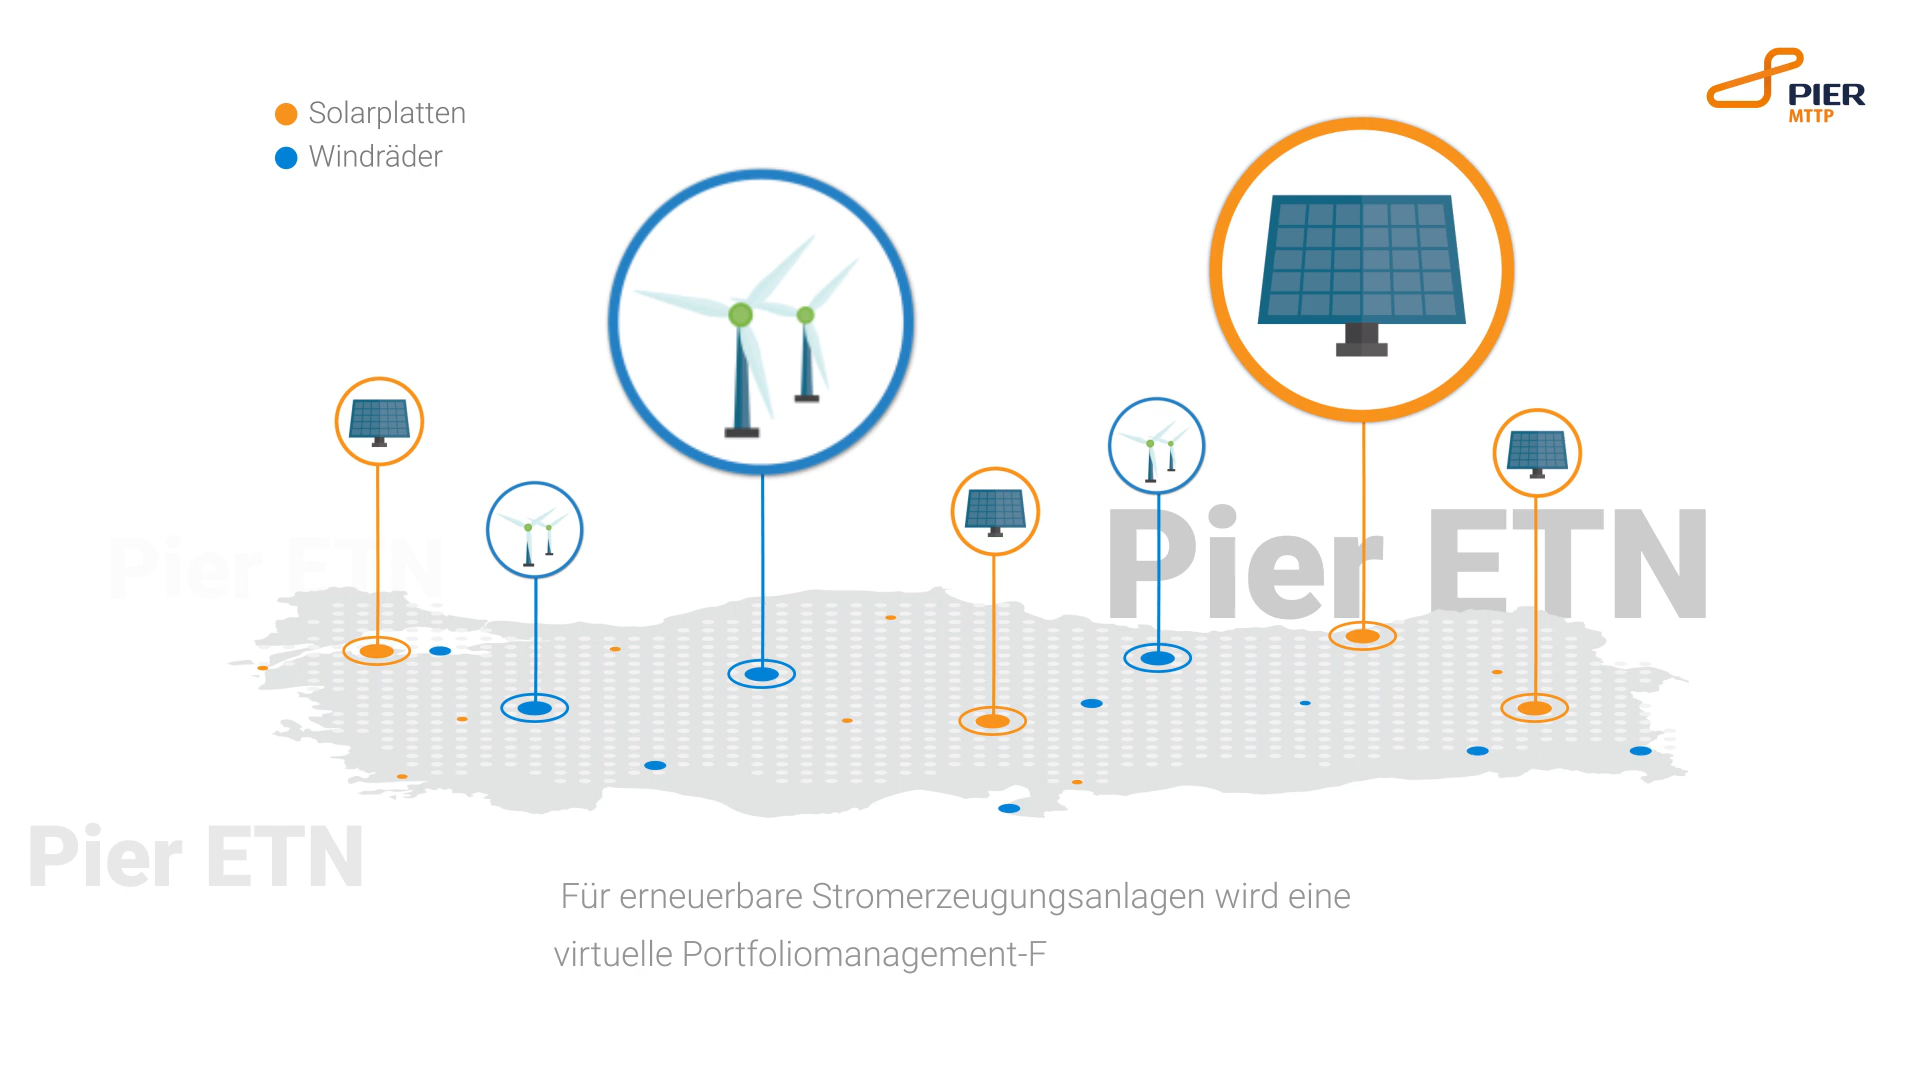 Solarplatten
Windräder
PIER
MTTP
Pier ETN
Pier ETN
Pier ETN
Für erneuerbare Stromerzeugungsanlagen wird eine
virtuelle Portfoliomanagement-F